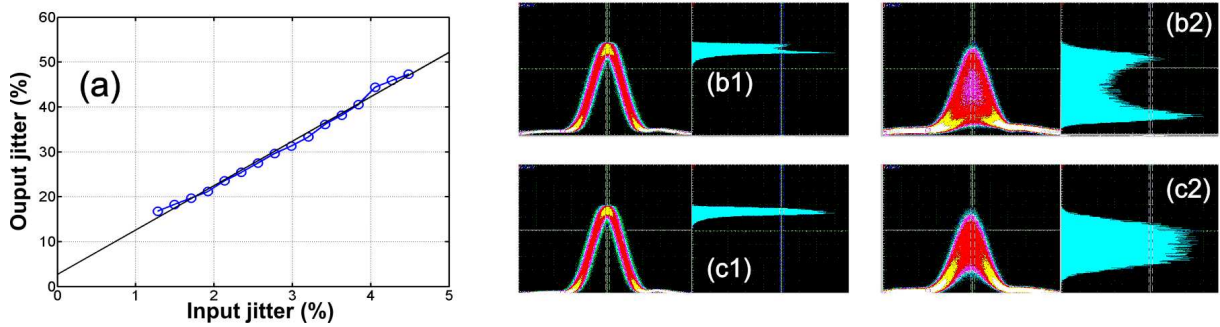 60
50
40
30
20
10
0
Ouput jitter (%)
(a)
0 1 2 3 4 5
Input jitter (%)
(b1)
(b2)
(c1)
(c2)